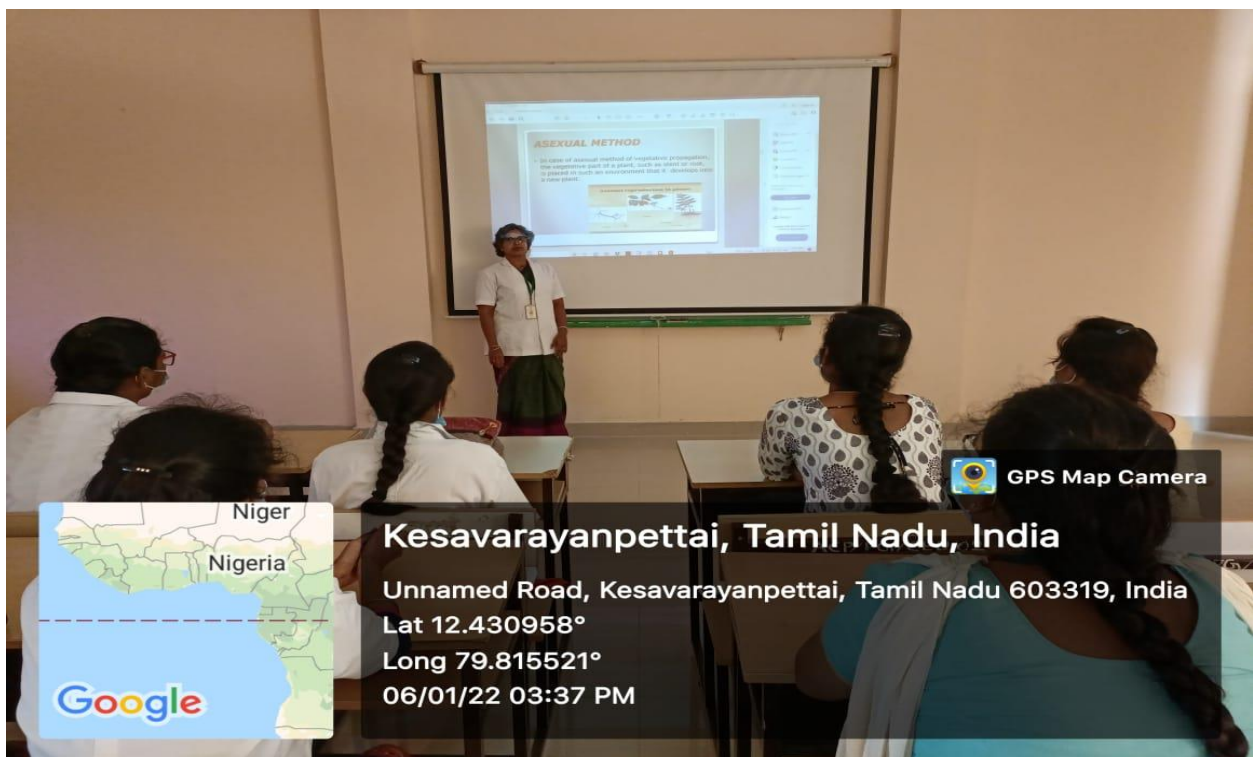 ASEXUAL METHOD
In case of asexual method of vegetative propagation,
the vegetative part of a plant, such as stem or root,
is placed in such an environment that it develops into
a new plant.
GPS Map Camera
Niger
Nigeria
Google
Kesavarayanpettai, Tamil Nadu, India
Unnamed Road, Kesavarayanpettai, Tamil Nadu 603319, India
Lat 12.430958°
Long 79.815521°
06/01/22 03:37 PM